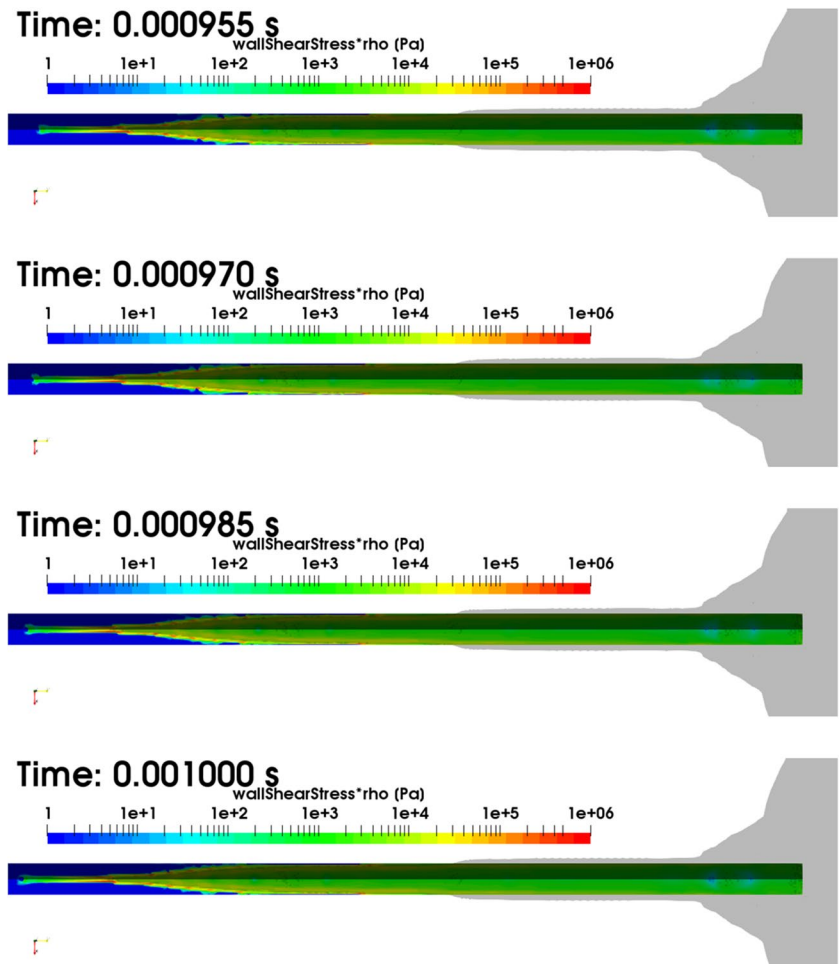 Time: 0.000955 s
wallShearStress*rho (Pa)
1 1e+01 1e+2 1e+3 1e+4 1e+5 1e+06
Time: 0.000970 s
wallShearStress*rho (Pa)
1 1e+01 1e+2 1e+3 1e+4 1e+5 1e+06
Time: 0.000985 s
wallShearStress*rho (Pa)
1 1e+1 1e+2 1e+3 1e+4 1e+5 1e+06
Time: 0.001000 s
wallShearStress*rho (Pa)
1 1e+1 1e+2 1e+3 1e+4 1e+5 1e+06